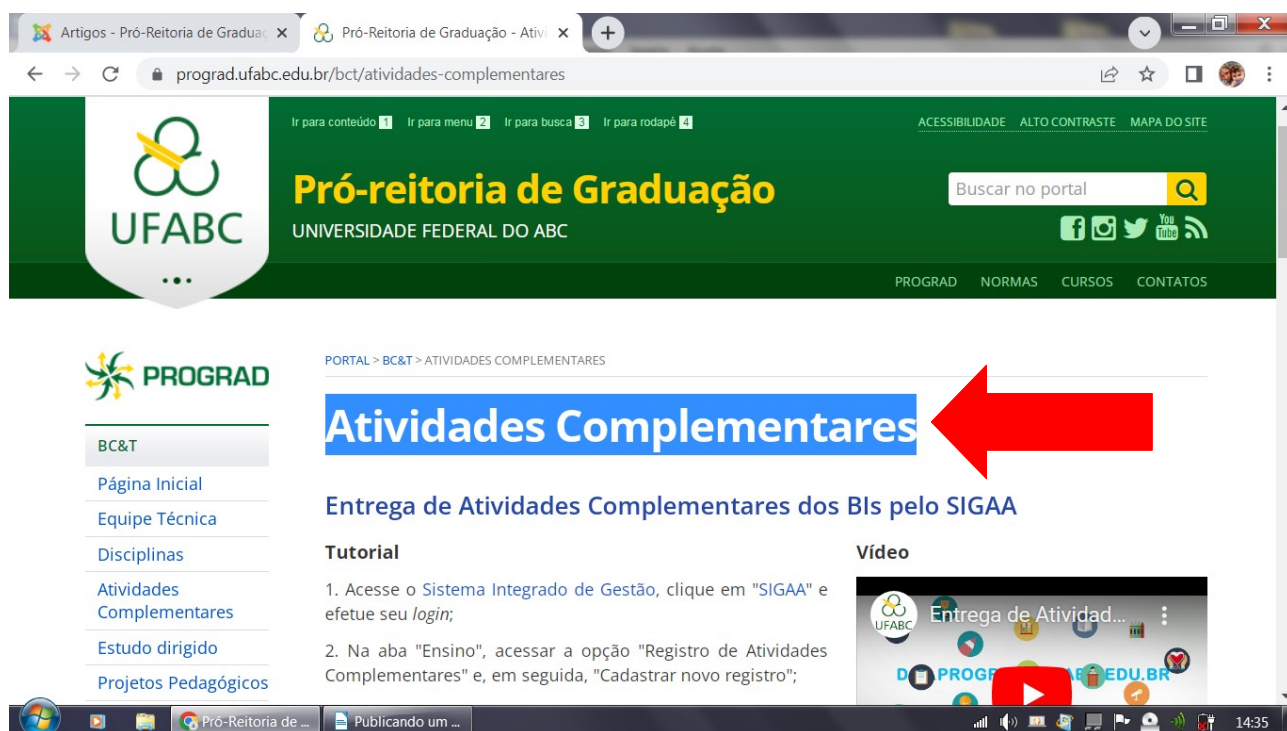 Artigos - Pró-Reitoria de Graduaç
Pró-Reitoria de Graduação - Ativi
prograd.ufabc.edu.br/bct/atividades-complementares
Ir para conteúdo 1 Ir para menu 2 Ir para busca 3 Ir para rodapé 4
ACESSIBILIDADE ALTO CONTRASTE MAPA DO SITE
UFABC
Pró-reitoria de Graduação
UNIVERSIDADE FEDERAL DO ABC
Buscar no portal
You Tube
PROGRAD NORMAS CURSOS CONTATOS
PROGRAD
BC&T
Página Inicial
Equipe Técnica
Disciplinas
Atividades
Complementares
Estudo dirigido
Projetos Pedagógicos
PORTAL > BC&T > ATIVIDADES COMPLEMENTARES
Atividades Complementares
Entrega de Atividades Complementares dos BIs pelo SIGAA
Tutorial
1. Acesse o Sistema Integrado de Gestão, clique em "SIGAA" e
efetue seu login;
2. Na aba "Ensino", acessar a opção "Registro de Atividades
Complementares" e, em seguida, "Cadastrar novo registro";
Vídeo
UFABC
Entrega de Atividad...
EDU.BR
Pró-Reitoria de ...
Publicando um ...
14:35